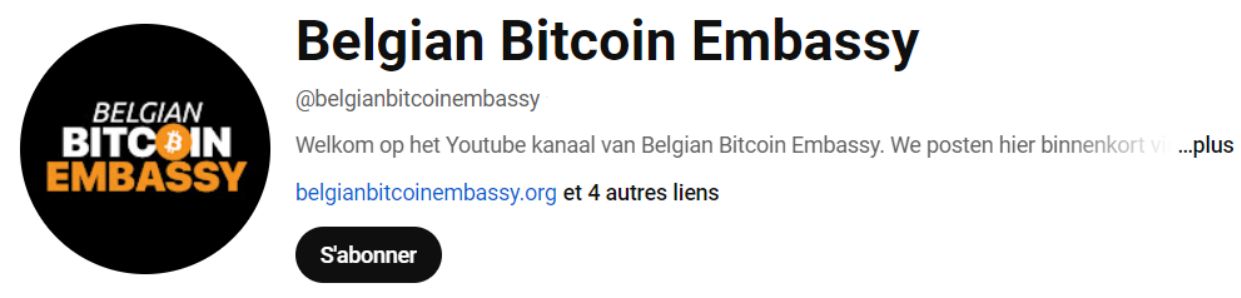 BELGIAN
BITCOIN
EMBASSY
Belgian Bitcoin Embassy
@belgianbitcoinembassy
Welkom op het Youtube kanaal van Belgian Bitcoin Embassy. We posten hier binnenkort ...plus
belgianbitcoinembassy.org et 4 autres liens
S'abonner